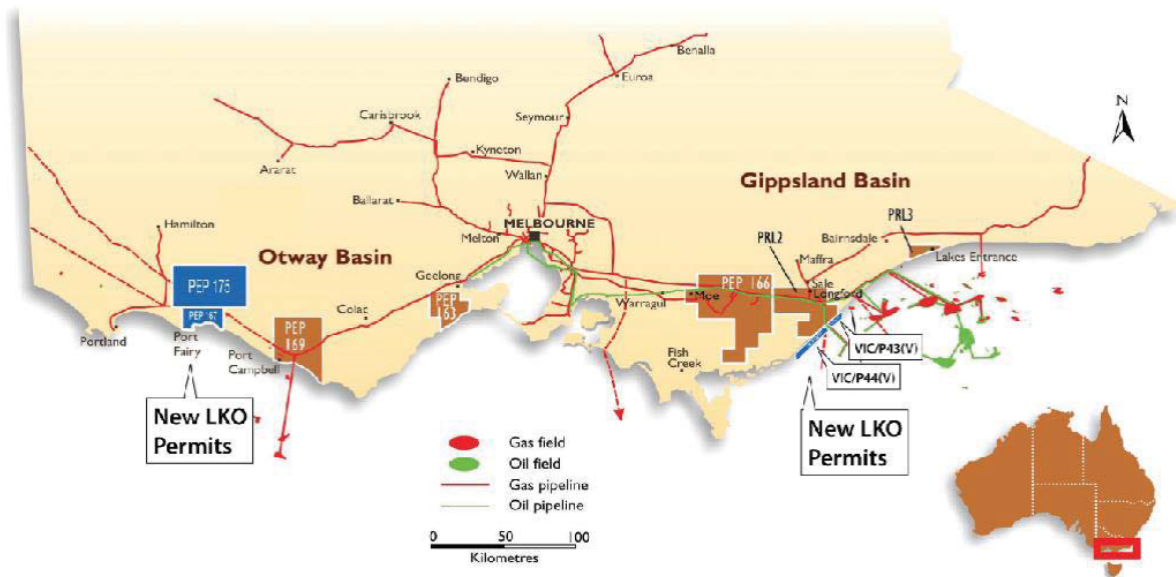 Benalla
Euroa
Bendigo
Seymour
Carisbrook
Kyneton
Ararat
Wallan
N
Gippsland Basin
Ballarat
PRL3
MELBOURNE
Bairnsdale
Hamilton
Melton
PRL2
Maffra
Lakes Entrance
Otway Basin
Geelong
Sale
PEP 175
PEP 166
Longford
Moe
Warragul
PEP
163
Colac
PEP 167
PEP
169
Portland
Port
Fairy
Port
Campbell
Fish
Creek
VIC/P43(V)
VIC/P44(V)
New LKO
Permits
New LKO
Permits
Gas field
Oil field
Gas pipeline
Oil pipeline
0 50 100
Kilometres